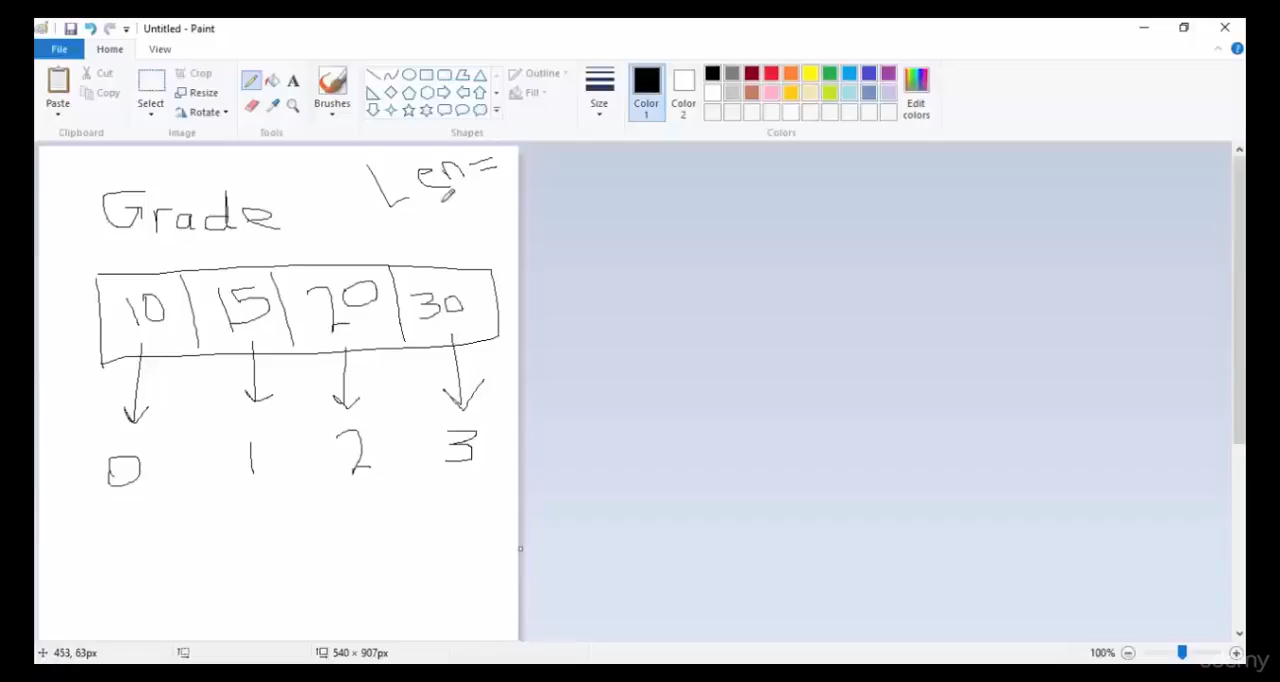 Untitled - Paint
File Home View
Paste
Cut
Copy
Clipboard
Select
Crop
Resize
Rotate
Image
A
Tools
Brushes
Shapes
Outline
Fill
Size
Color 1
Color 2
Colors
Edit colors
Len=
Grade
10 15 20 30
0 1 2 3
453, 63px
540 × 907px
100%